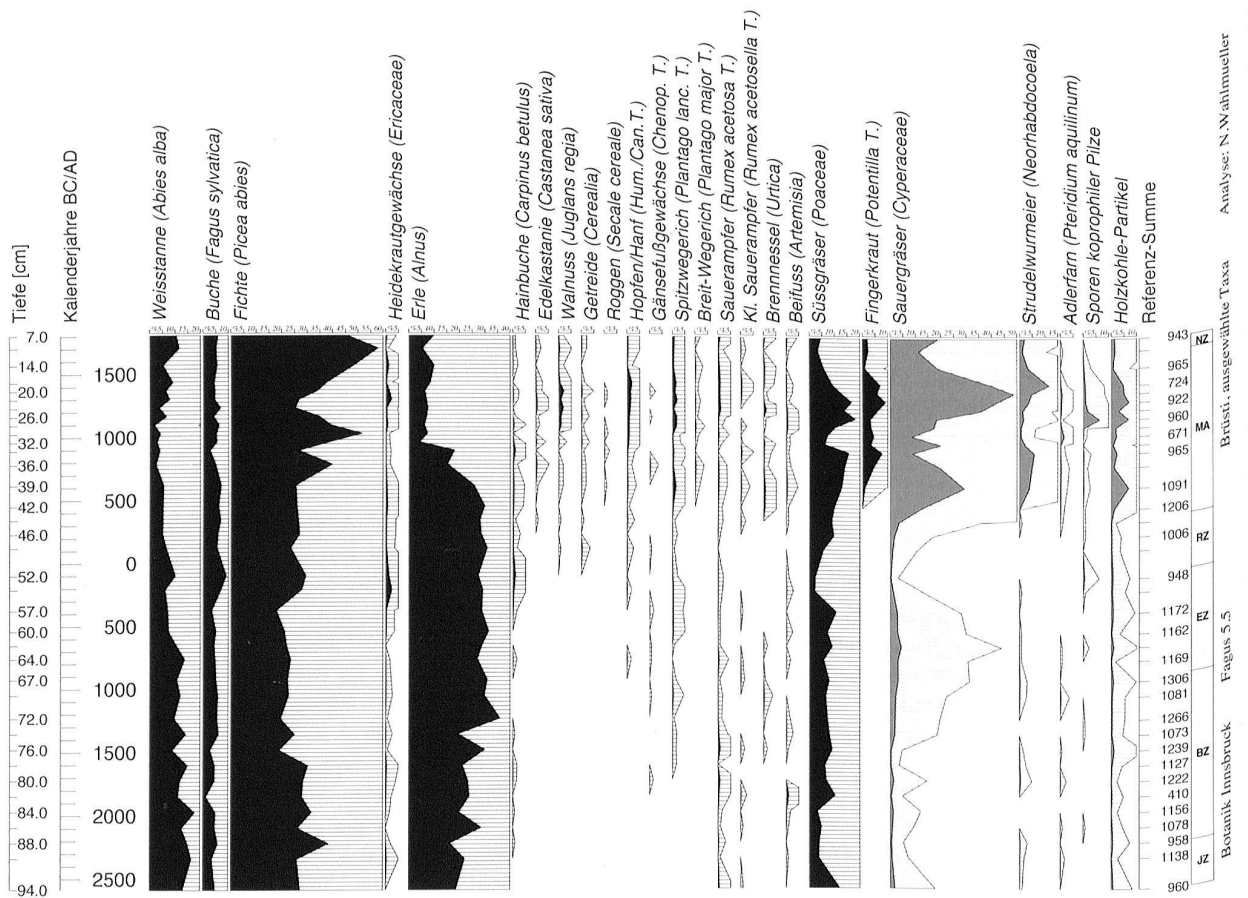 Tiefe [cm]
Kalenderjahre BC/AD
Weisstanne (Abies alba)
Buche (Fagus sylvatica)
Fichte (Picea abies)
Heidekrautgewächse (Ericaceae)
Erle (Alnus)
Hainbuche (Carpinus betulus)
Edelkastanie (Castanea sativa)
Walnuss (Juglans regia)
Getreide (Cerealia)
Roggen (Secale cereale)
Hopfen/Hanf (Hum./Can.T.)
Gänsefußgewächse (Chenop. T.)
Spitzwegerich (Plantago lanc. T.)
Breit-Wegerich (Plantago major T.)
Sauerampfer (Rumex acetosa T.)
Kl. Sauerampfer (Rumex acetosella T.)
Brennnessel (Urtica)
Beifuss (Artemisia)
Süssgräser (Poaceae)
Fingerkraut (Potentilla T.)
Sauergräser (Cyperaceae)
Strudelwurmeier (Neorhabdocoela)
Adlerfarn (Pteridium aquilinum)
Sporen koprophiler Pilze
Holzkohle-Partikel
Referenz-Summe
7.0
14.0
20.0
26.0
32.0
36.0
39.0
42.0
46.0
52.0
57.0
60.0
64.0
67.0
72.0
76.0
80.0
84.0
88.0
94.0
1500
1000
500
0
500
1000
1500
2000
2500
943
965
724
922
960
671
965
1091
1206
1006
948
1172
1162
1169
1306
1081
1266
1073
1239
1127
1222
410
1156
1078
958
1138
960
NZ
MA
RZ
EZ
BZ
JZ
Botanik Innsbruck Fagus 5.5 Brüsti, ausgewählte Taxa Analyse: N.Wahlmueller